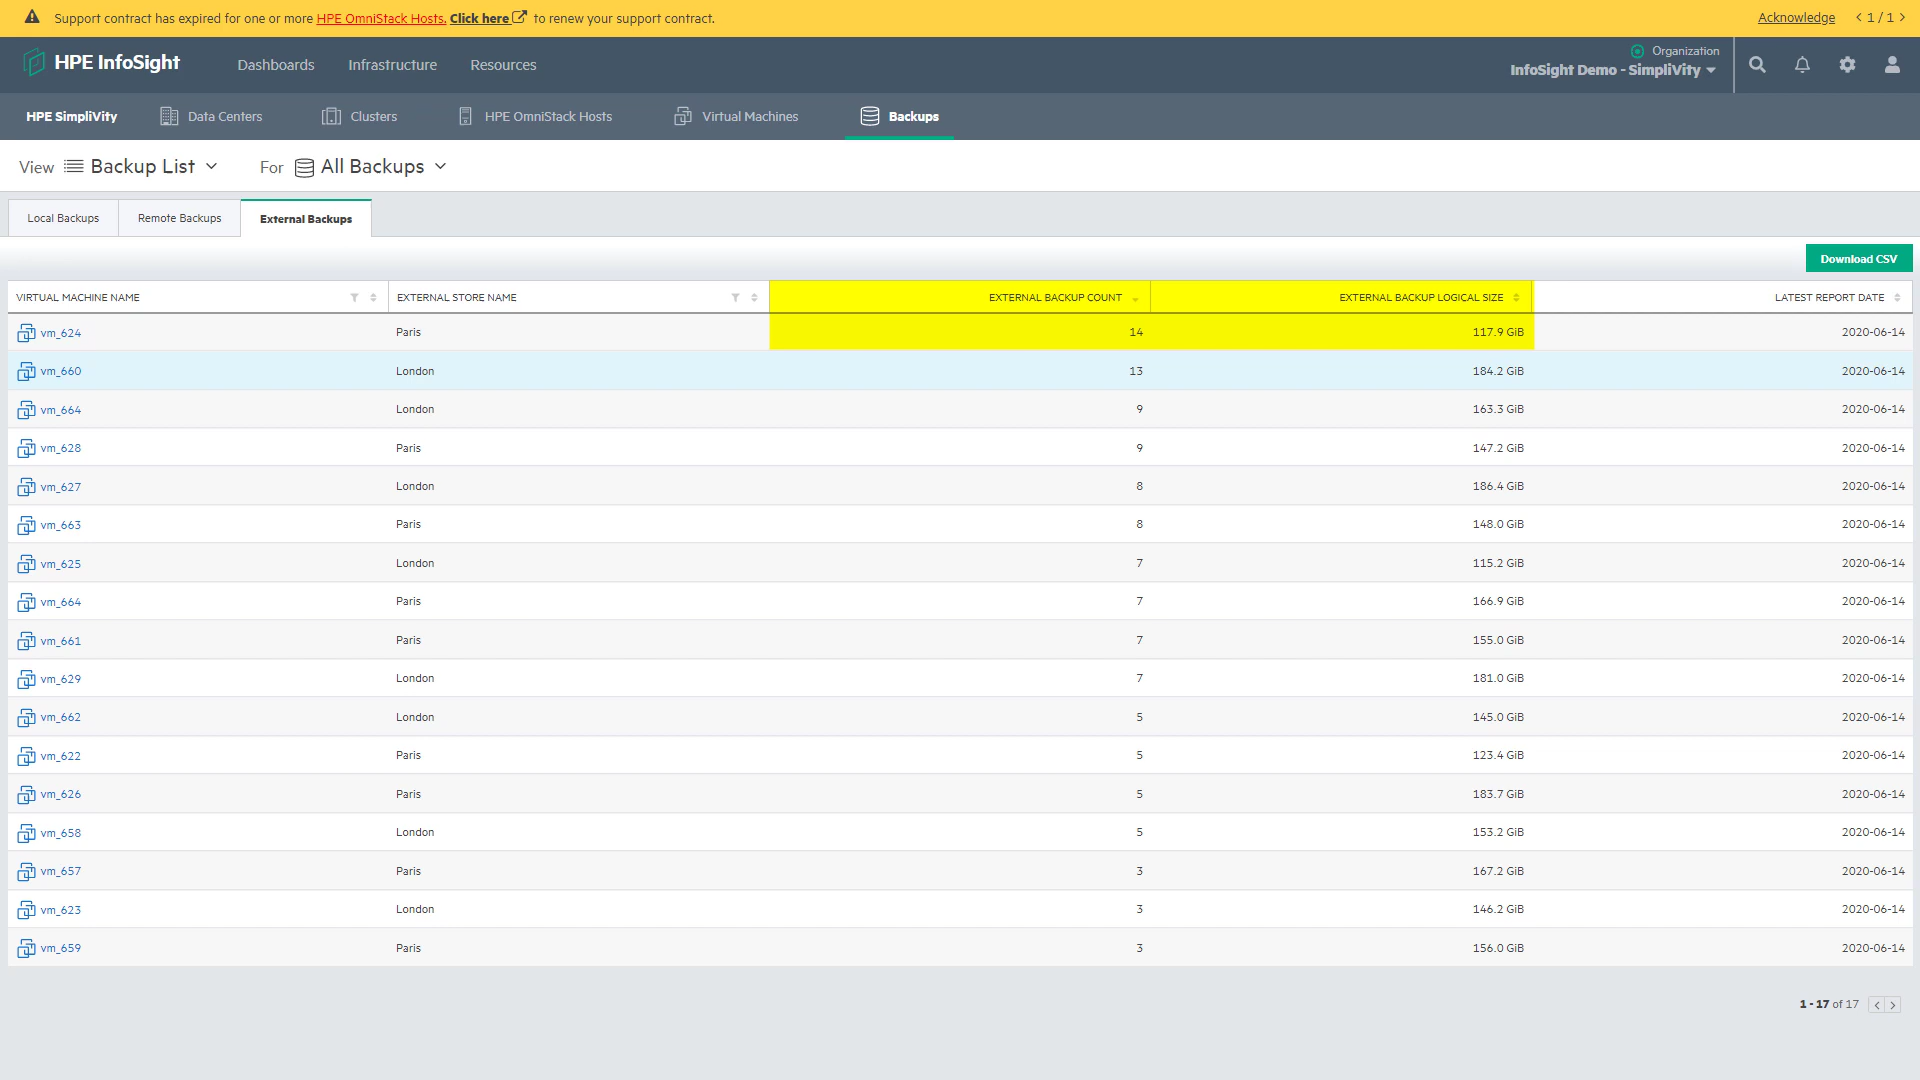 Support contract has expired for one or more HPE OmniStack Hosts. Click here to renew your support contract.
Acknowledge < 1 / 1 >
HPE InfoSight
Dashboards Infrastructure Resources
Organization
InfoSight Demo - SimpliVity
HPE SimpliVity Data Centers Clusters HPE OmniStack Hosts Virtual Machines Backups
View Backup List For All Backups
Local Backups Remote Backups External Backups
Download CSV
VIRTUAL MACHINE NAME EXTERNAL STORE NAME EXTERNAL BACKUP COUNT EXTERNAL BACKUP LOGICAL SIZE LATEST REPORT DATE
vm_624 Paris 14 117.9 GiB 2020-06-14
vm_660 London 13 184.2 GiB 2020-06-14
vm_664 London 9 163.3 GiB 2020-06-14
vm_628 Paris 9 147.2 GiB 2020-06-14
vm_627 London 8 186.4 GiB 2020-06-14
vm_663 Paris 8 148.0 GiB 2020-06-14
vm_625 London 7 115.2 GiB 2020-06-14
vm_664 Paris 7 166.9 GiB 2020-06-14
vm_661 Paris 7 155.0 GiB 2020-06-14
vm_629 London 7 181.0 GiB 2020-06-14
vm_662 London 5 145.0 GiB 2020-06-14
vm_622 Paris 5 123.4 GiB 2020-06-14
vm_626 Paris 5 183.7 GiB 2020-06-14
vm_658 London 5 153.2 GiB 2020-06-14
vm_657 Paris 3 167.2 GiB 2020-06-14
vm_623 London 3 146.2 GiB 2020-06-14
vm_659 Paris 3 156.0 GiB 2020-06-14
1 - 17 of 17 < >